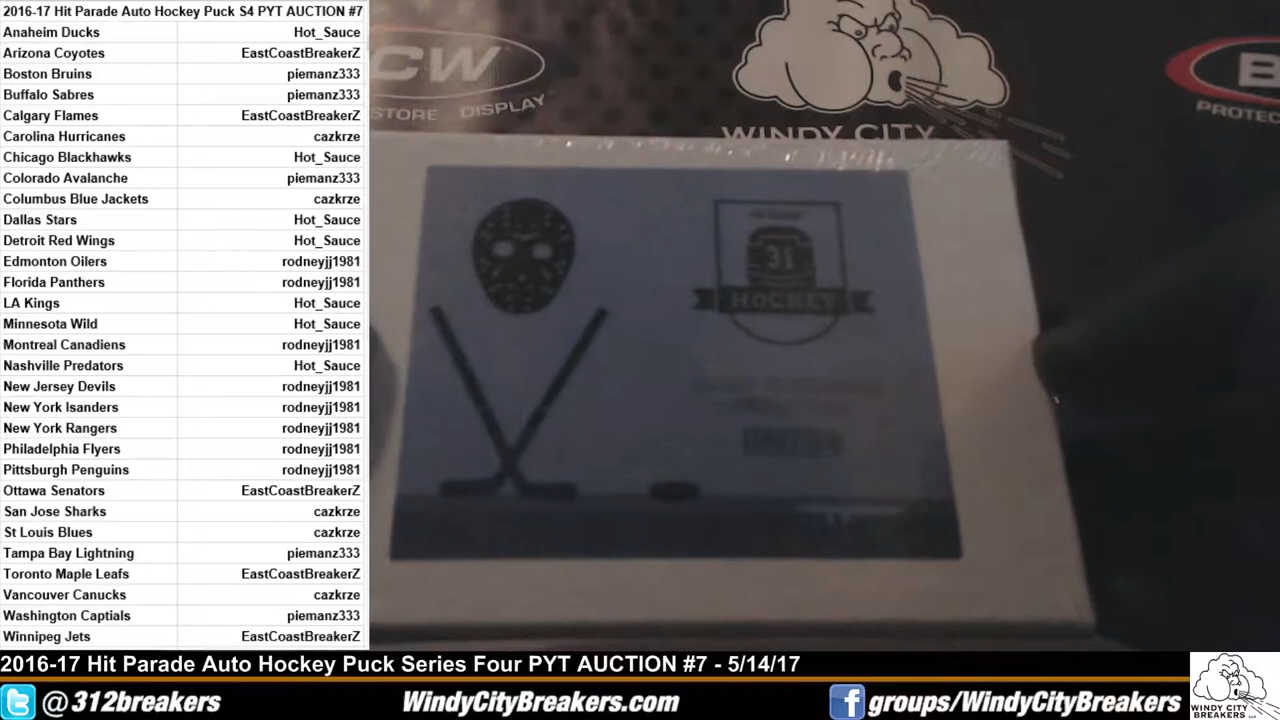 2016-17 Hit Parade Auto Hockey Puck S4 PYT AUCTION #7
Anaheim Ducks Hot_Sauce
Arizona Coyotes EastCoastBreakerZ
Boston Bruins piemanz333
Buffalo Sabres piemanz333
Calgary Flames EastCoastBreakerZ
Carolina Hurricanes cazkrze
Chicago Blackhawks Hot_Sauce
Colorado Avalanche piemanz333
Columbus Blue Jackets cazkrze
Dallas Stars Hot_Sauce
Detroit Red Wings Hot_Sauce
Edmonton Oilers rodneyjj1981
Florida Panthers rodneyjj1981
LA Kings Hot_Sauce
Minnesota Wild Hot_Sauce
Montreal Canadiens rodneyjj1981
Nashville Predators Hot_Sauce
New Jersey Devils rodneyjj1981
New York Isanders rodneyjj1981
New York Rangers rodneyjj1981
Philadelphia Flyers rodneyjj1981
Pittsburgh Penguins rodneyjj1981
Ottawa Senators EastCoastBreakerZ
San Jose Sharks cazkrze
St Louis Blues cazkrze
Tampa Bay Lightning piemanz333
Toronto Maple Leafs EastCoastBreakerZ
Vancouver Canucks cazkrze
Washington Captials piemanz333
Winnipeg Jets EastCoastBreakerZ
CW
STORE DISPLAY
WINDY CITY
B
PROTEC
31
HOCKEY
2016-17 Hit Parade Auto Hockey Puck Series Four PYT AUCTION #7 - 5/14/17
@312breakers
WindyCityBreakers.com
groups/WindyCityBreakers
WINDY CITY
BREAKERS LLC